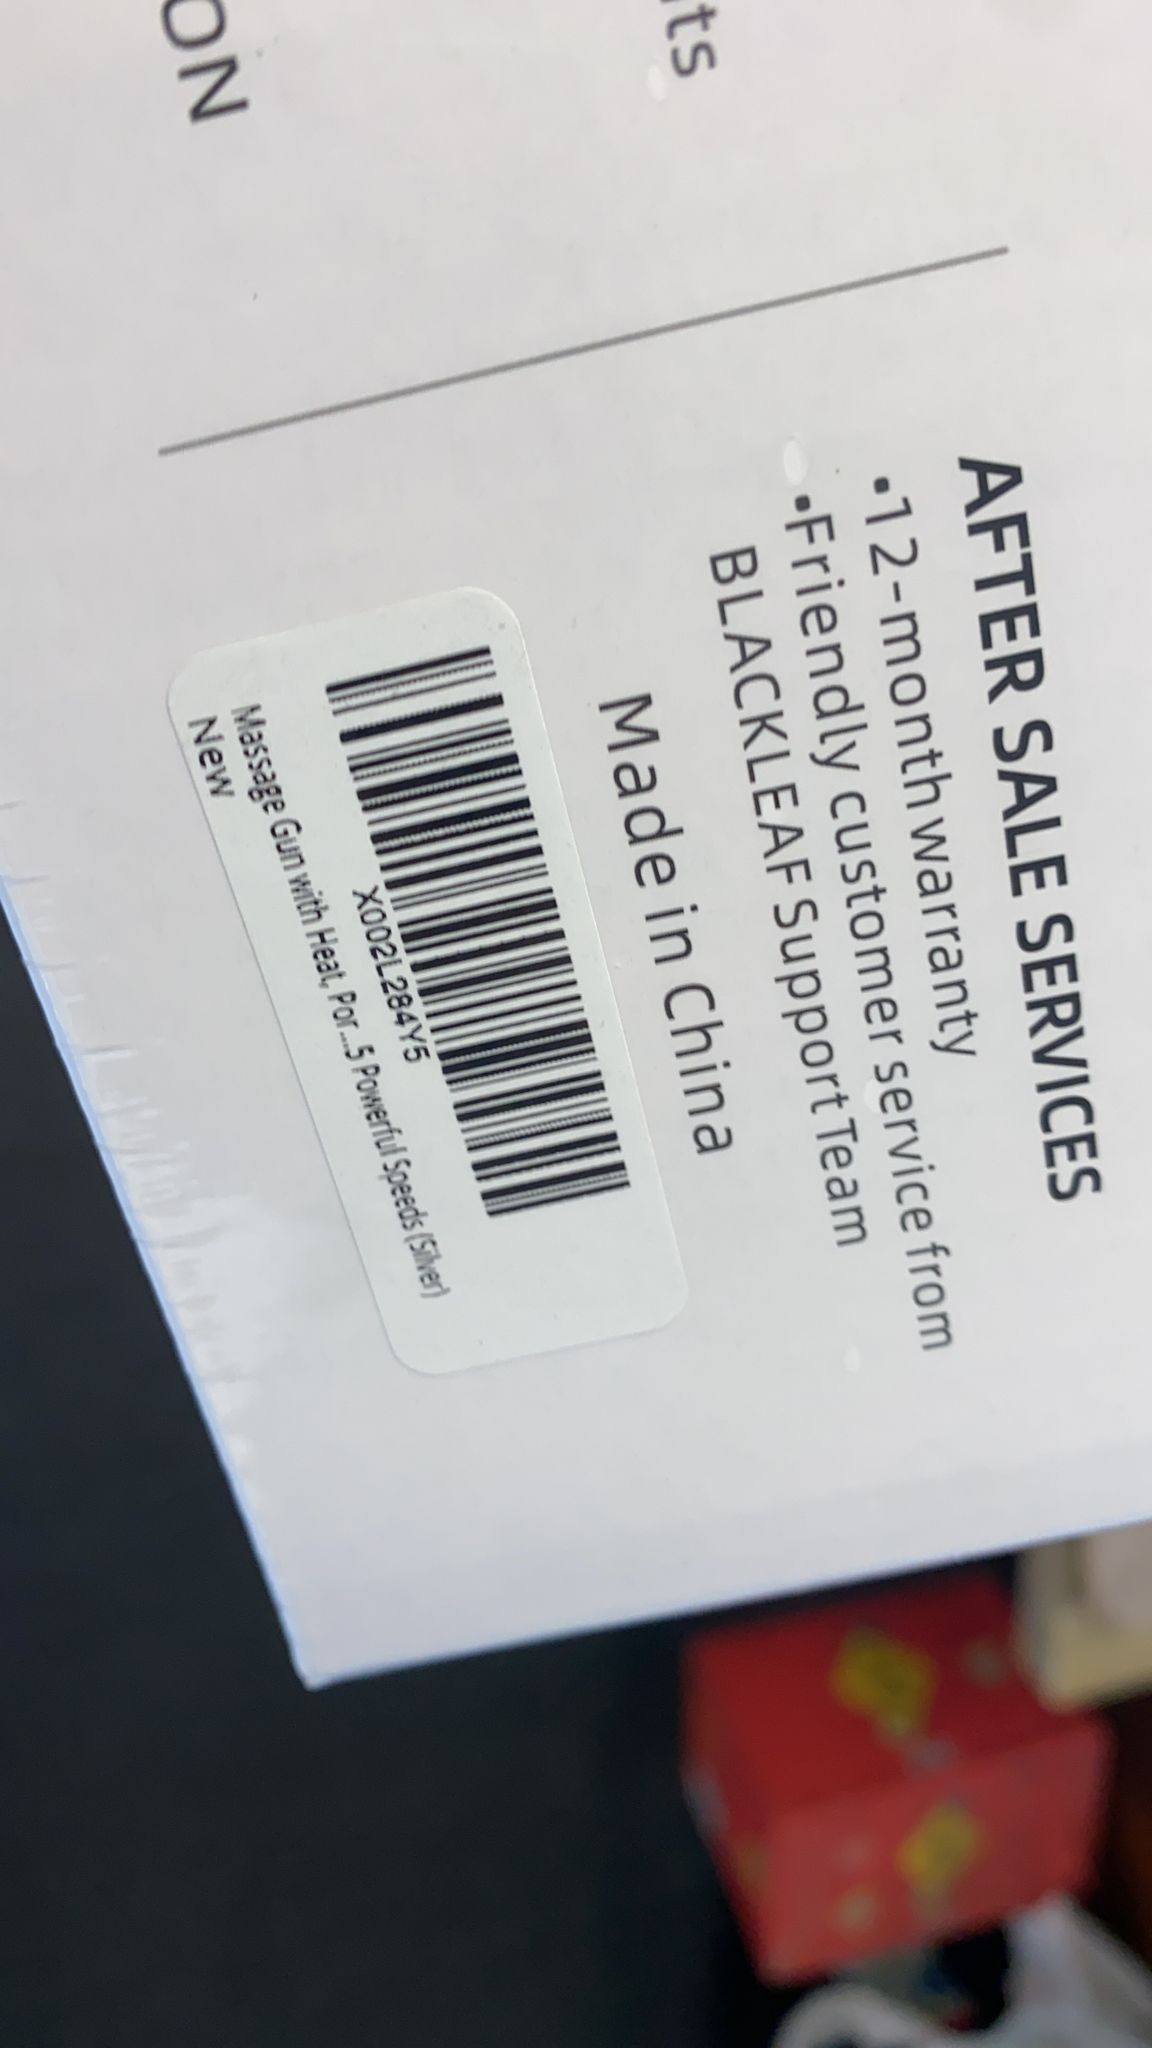 ts
ON
AFTER SALE SERVICES
•12-month warranty
•Friendly customer service from
BLACKLEAF Support Team
Made in China
X002L284Y5
Massage Gun with Heat, Por...5 Powerful Speeds (Silver)
New